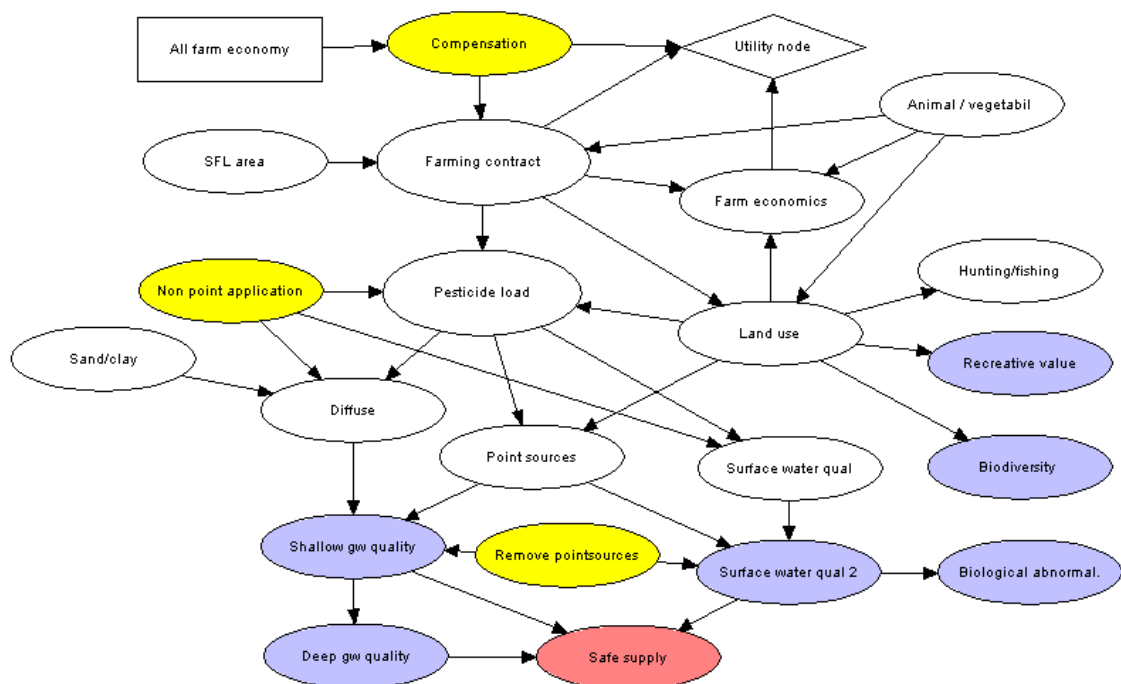 All farm economy
Compensation
Utility node
Animal / vegetabil
SFL area
Farming contract
Farm economics
Hunting/fishing
Non point application
Pesticide load
Land use
Sand/clay
Recreative value
Diffuse
Point sources
Surface water qual
Biodiversity
Shallow gw quality
Remove pointsources
Surface water qual 2
Biological abnormal.
Deep gw quality
Safe supply